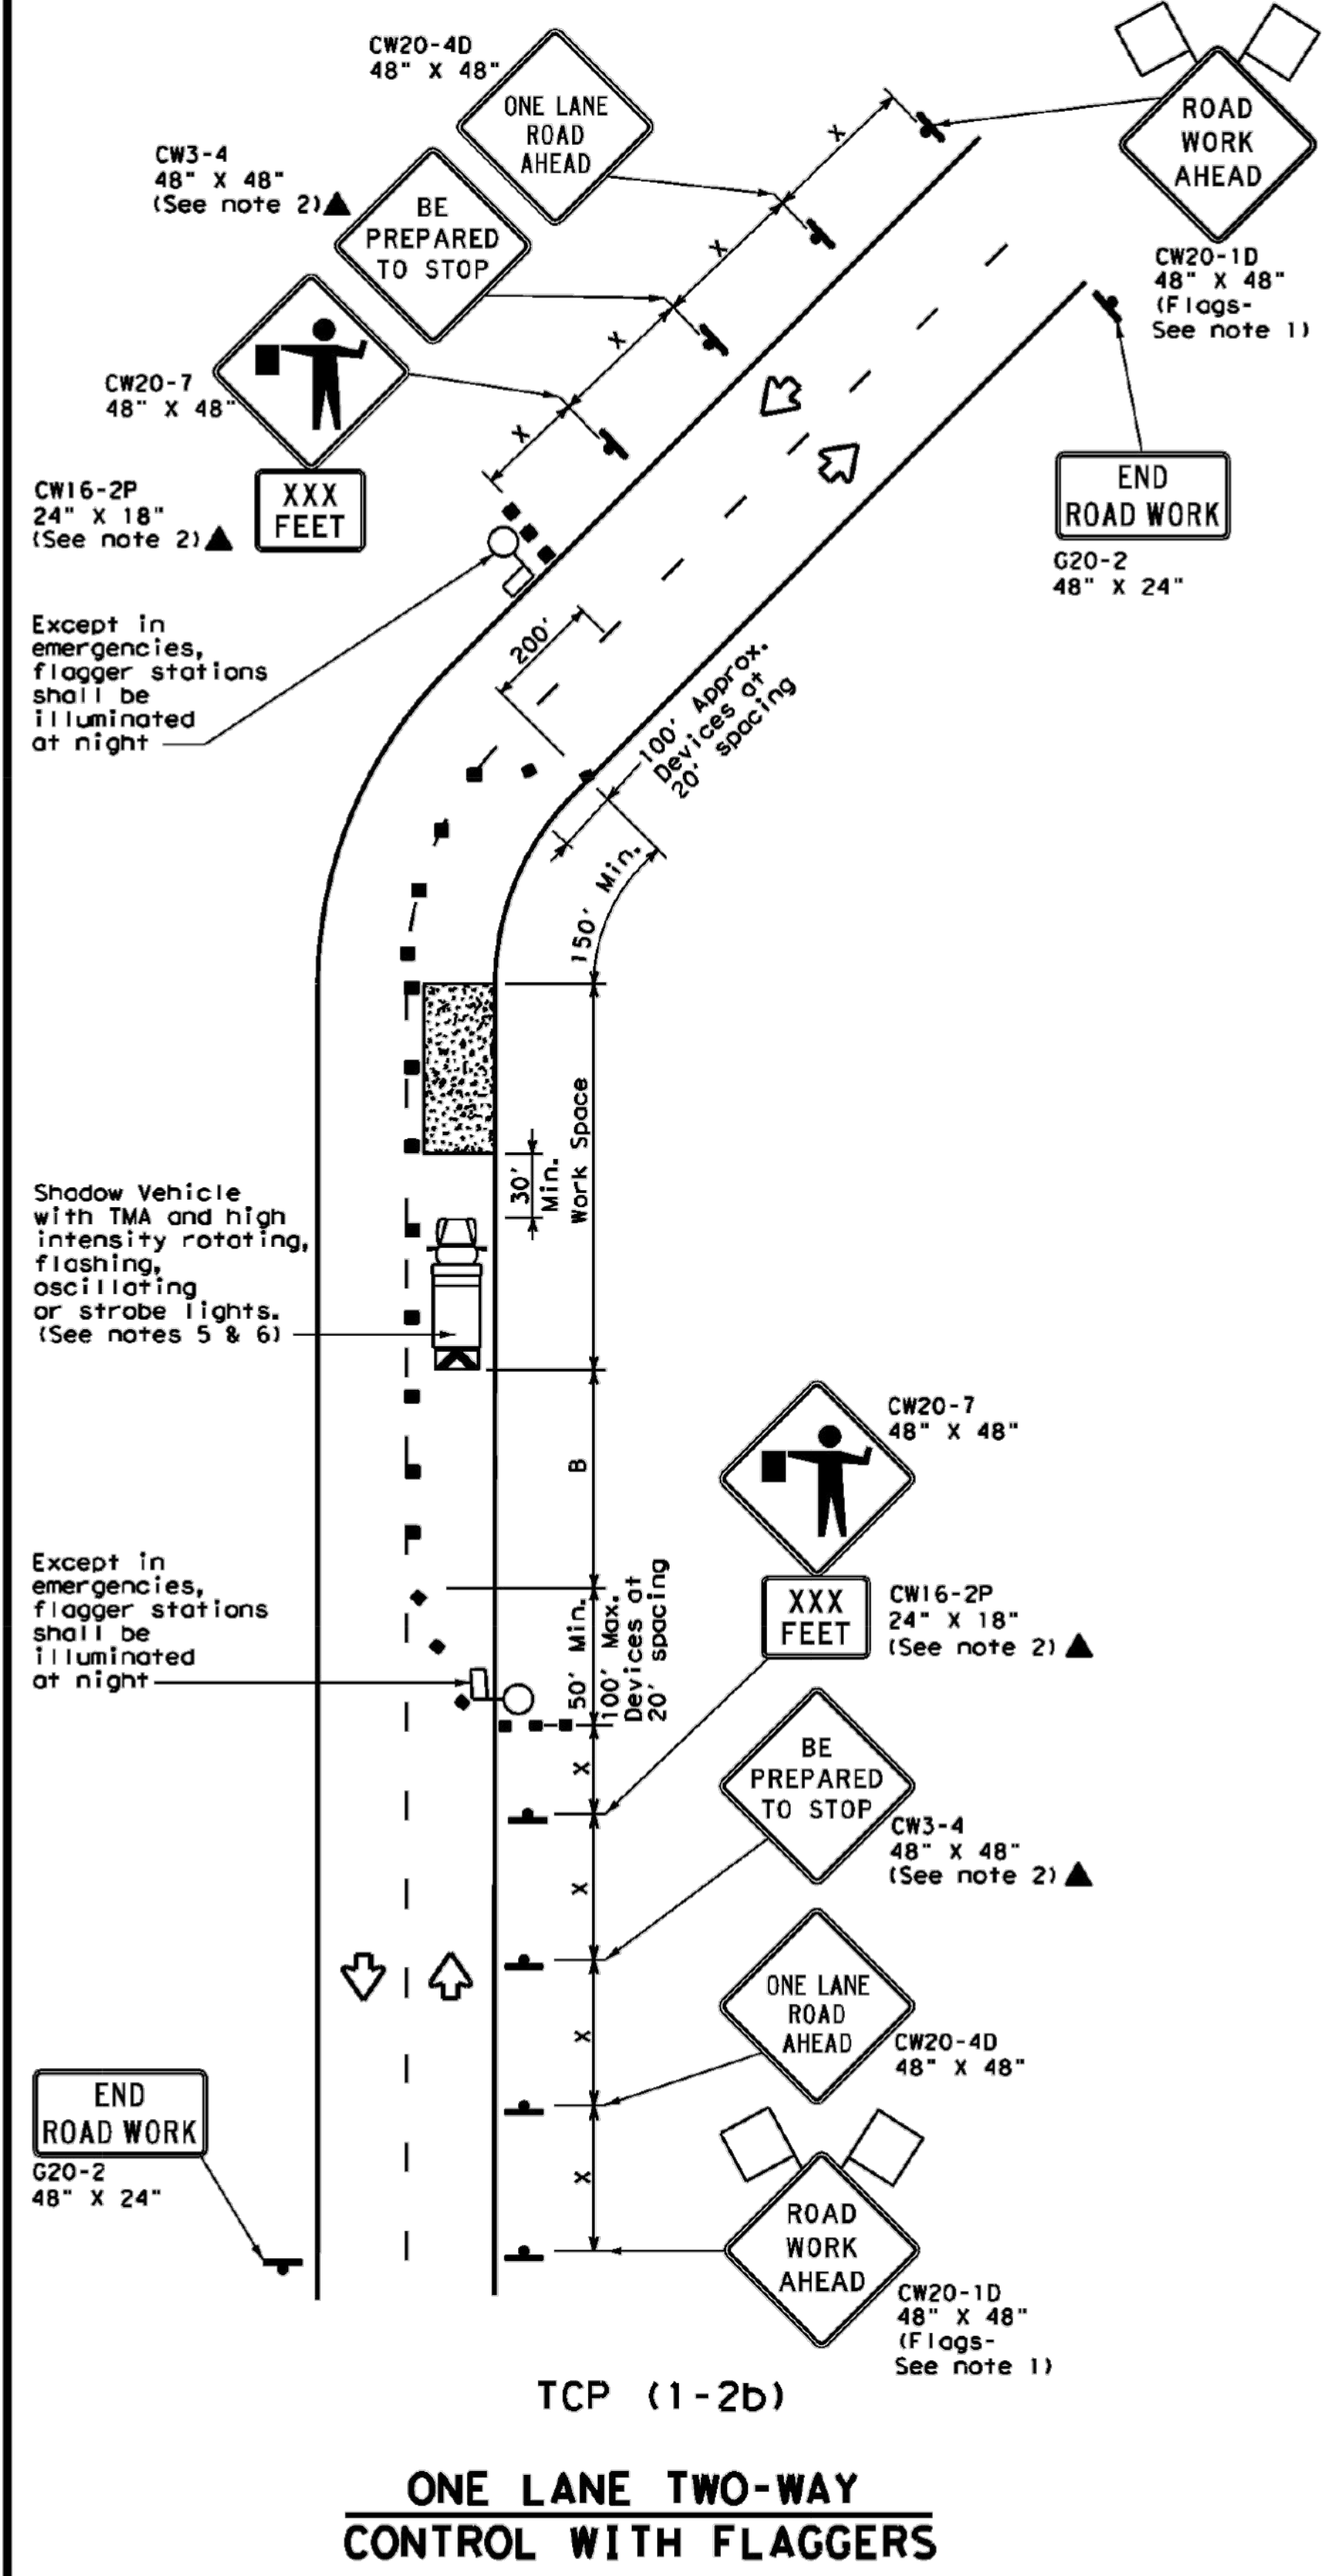 CW20-4D
48" X 48"
ONE LANE
ROAD
AHEAD
ROAD
WORK
AHEAD
CW20-1D
48" X 48"
(Flags-
See note 1)
CW3-4
48" X 48"
(See note 2)▲
BE
PREPARED
TO STOP
CW20-7
48" X 48"
CW16-2P
24" X 18"
(See note 2)▲
XXX
FEET
X
X
X
X
END
ROAD WORK
G20-2
48" X 24"
Except in
emergencies,
flagger stations
shall be
illuminated
at night
200'
100' Approx.
Devices at
20' spacing
150' Min.
Work Space
30'
Min.
Shadow Vehicle
with TMA and high
intensity rotating,
flashing,
oscillating
or strobe lights.
(See notes 5 & 6)
B
CW20-7
48" X 48"
XXX
FEET
CW16-2P
24" X 18"
(See note 2)▲
Except in
emergencies,
flagger stations
shall be
illuminated
at night
50' Min.
100' Max.
Devices at
20' spacing
X
BE
PREPARED
TO STOP
CW3-4
48" X 48"
(See note 2)▲
X
ONE LANE
ROAD
AHEAD
CW20-4D
48" X 48"
X
END
ROAD WORK
G20-2
48" X 24"
X
ROAD
WORK
AHEAD
CW20-1D
48" X 48"
(Flags-
See note 1)
TCP (1-2b)
ONE LANE TWO-WAY
CONTROL WITH FLAGGERS